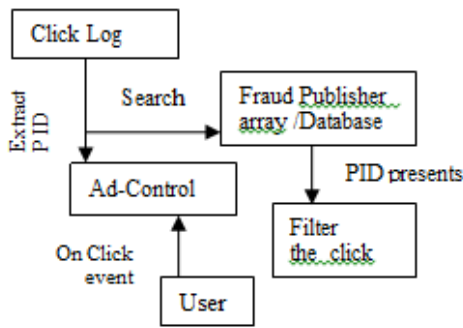 Click Log
Extract
PID
Search
Fraud Publisher
array /Database
Ad-Control
PID presents
On Click
event
Filter
the click
User